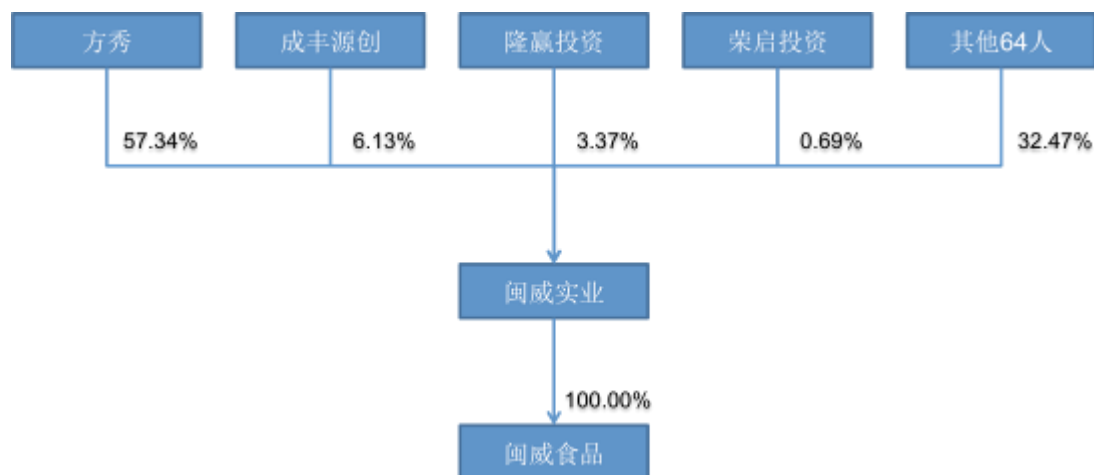 方秀
成丰源创
隆赢投资
荣启投资
其他64人
57.34%
6.13%
3.37%
0.69%
32.47%
闽威实业
100.00%
闽威食品